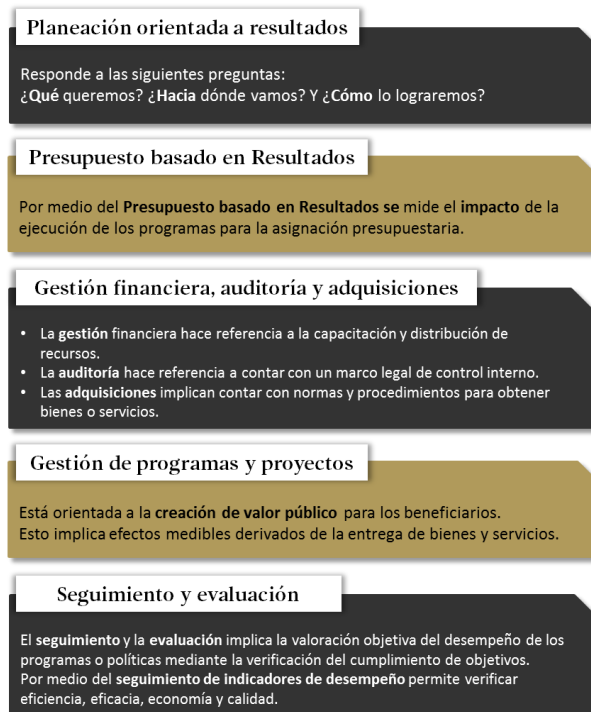 Planeación orientada a resultados
Responde a las siguientes preguntas:
¿Qué queremos? ¿Hacia dónde vamos? Y ¿Cómo lo lograremos?
Presupuesto basado en Resultados
Por medio del Presupuesto basado en Resultados se mide el impacto de la
ejecución de los programas para la asignación presupuestaria.
Gestión financiera, auditoría y adquisiciones
• La gestión financiera hace referencia a la capacitación y distribución de
recursos.
• La auditoría hace referencia a contar con un marco legal de control interno.
• Las adquisiciones implican contar con normas y procedimientos para obtener
bienes o servicios.
Gestión de programas y proyectos
Está orientada a la creación de valor público para los beneficiarios.
Esto implica efectos medibles derivados de la entrega de bienes y servicios.
Seguimiento y evaluación
El seguimiento y la evaluación implica la valoración objetiva del desempeño de los
programas o políticas mediante la verificación del cumplimiento de objetivos.
Por medio del seguimiento de indicadores de desempeño permite verificar
eficiencia, eficacia, economía y calidad.